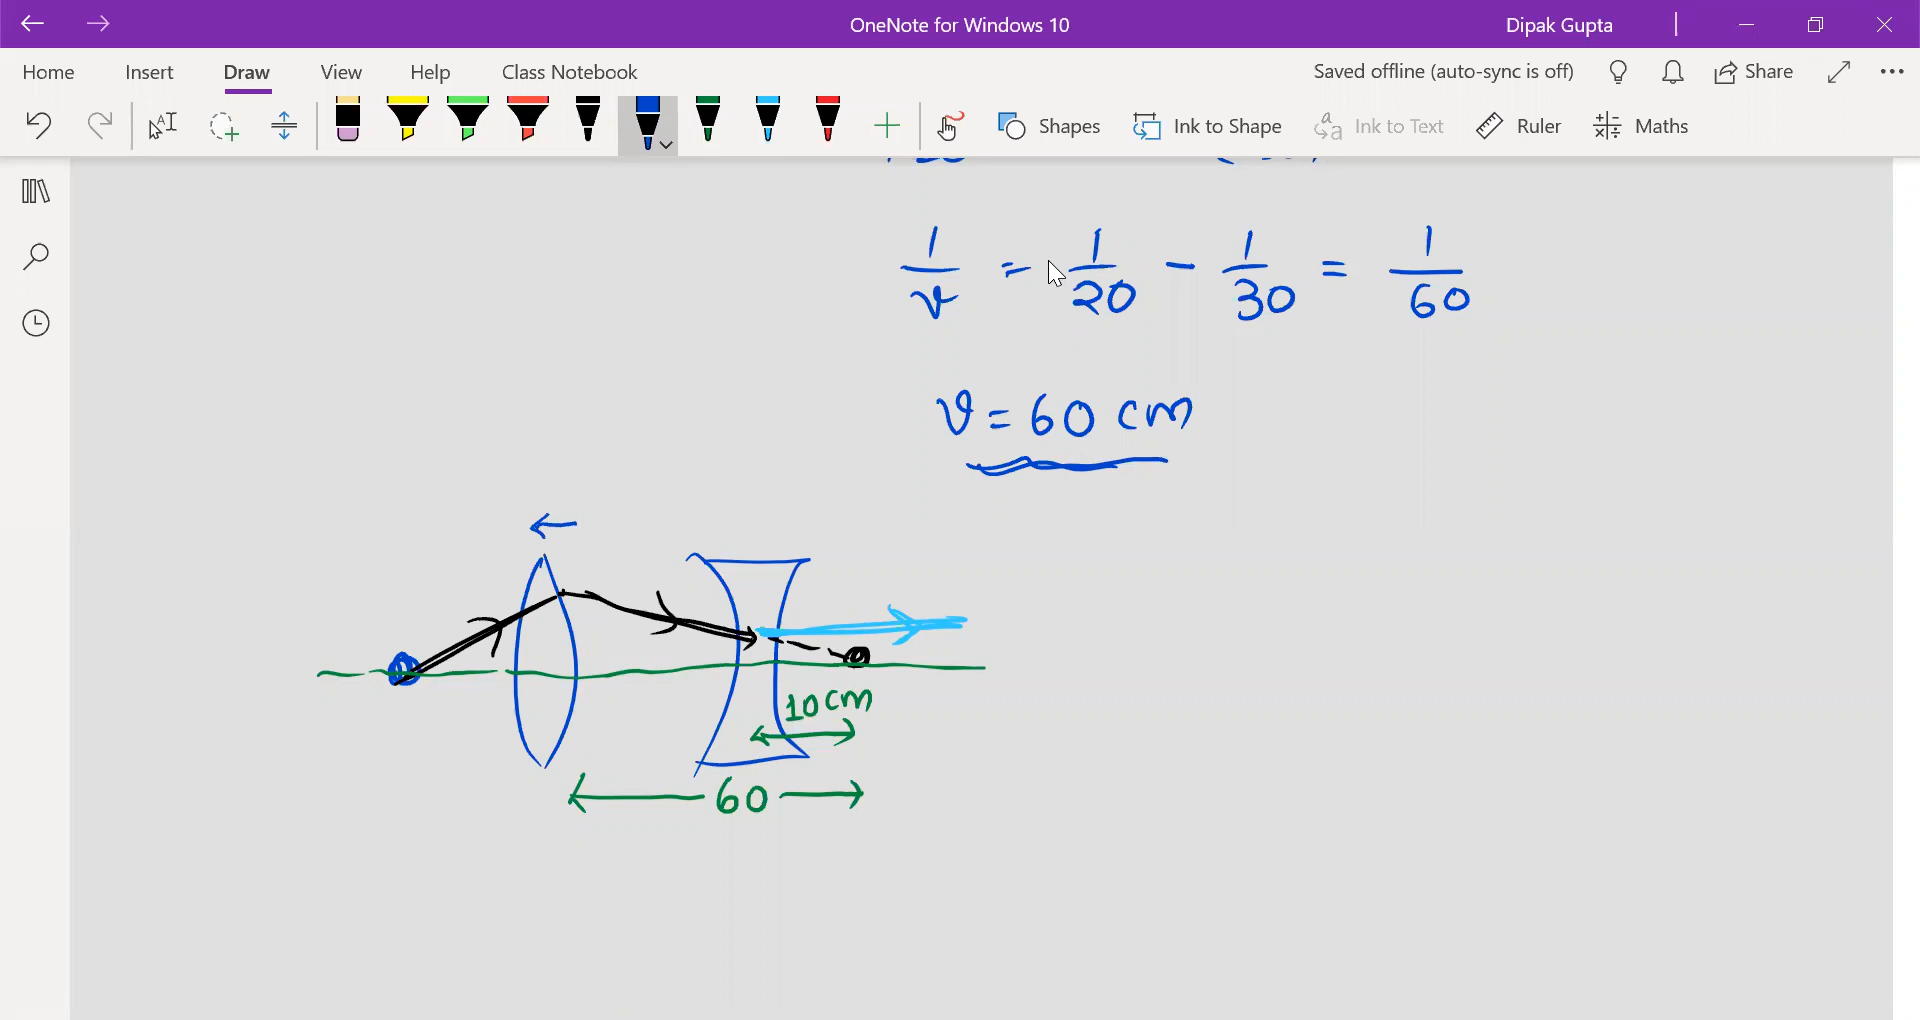 OneNote for Windows 10
Dipak Gupta
Home Insert Draw View Help Class Notebook
Saved offline (auto-sync is off) Share
Shapes Ink to Shape Ink to Text Ruler Maths
1/v = 1/20 - 1/30 = 1/60
v = 60 cm
10 cm
60